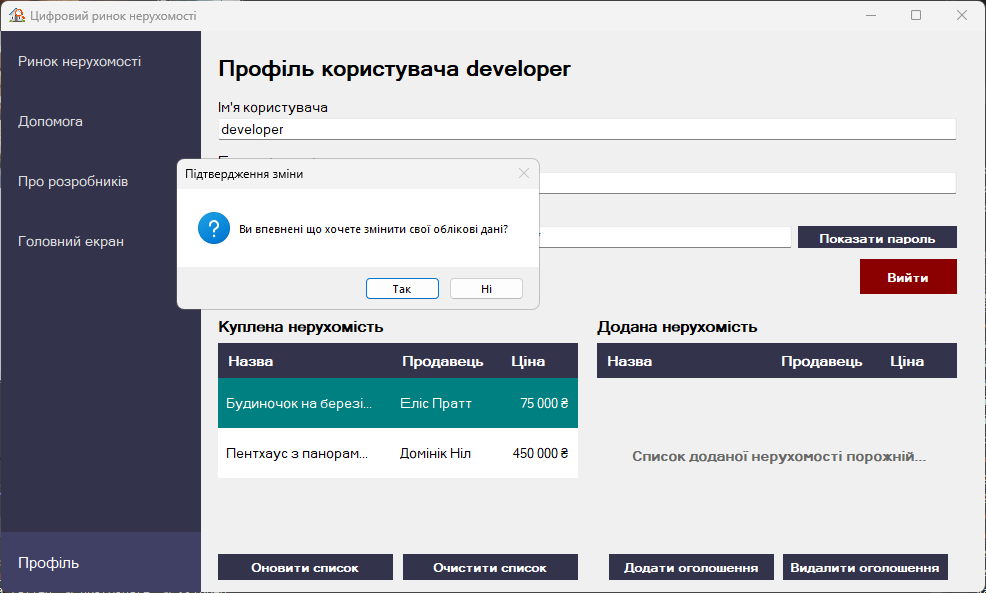 Цифровий ринок нерухомості
Ринок нерухомості
Допомога
Про розробників
Головний екран
Профіль
Профіль користувача developer
Ім'я користувача
developer
Підтвердження зміни
Ви впевнені що хочете змінити свої облікові дані?
Так
Ні
Показати пароль
Вийти
Куплена нерухомість
Назва Продавець Ціна
Будиночок на березі... Еліс Пратт 75 000 ₴
Пентхаус з панорам... Домінік Ніл 450 000 ₴
Оновити список
Очистити список
Додана нерухомість
Назва Продавець Ціна
Список доданої нерухомості порожній...
Додати оголошення
Видалити оголошення